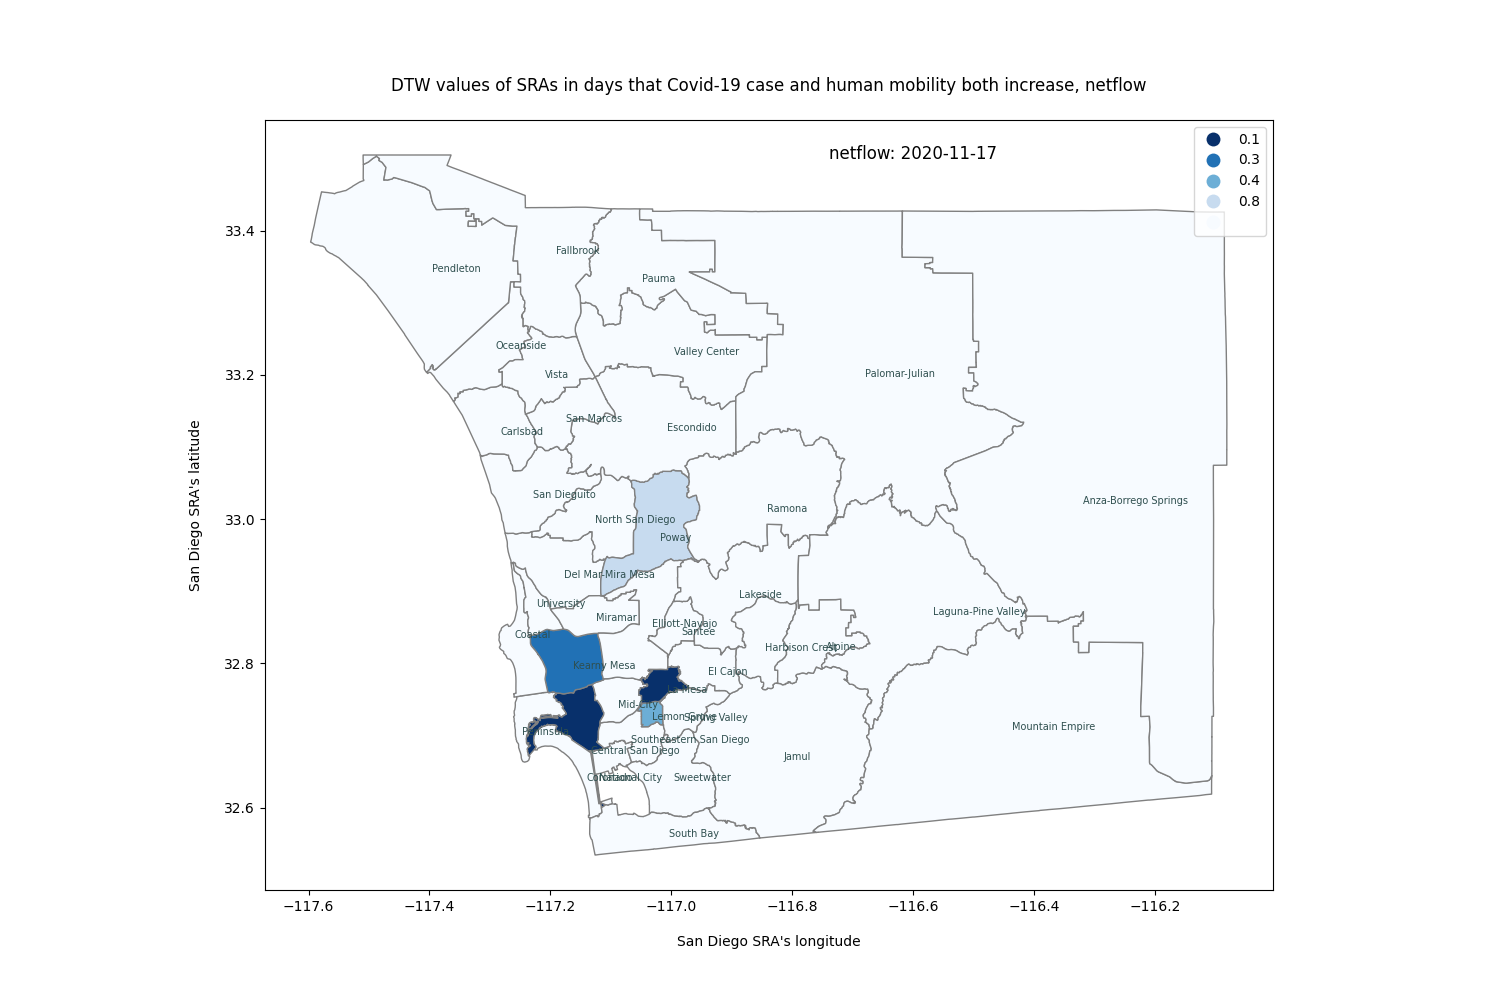 DTW values of SRAs in days that Covid-19 case and human mobility both increase, netflow
netflow: 2020-11-17
0.1
0.3
0.4
0.8
33.4
33.2
33.0
32.8
32.6
San Diego SRA's latitude
Fallbrook
Pendleton
Pauma
Oceanside
Valley Center
Vista
Palomar-Julian
San Marcos
Carlsbad
Escondido
San Dieguito
Anza-Borrego Springs
Ramona
North San Diego
Poway
Del Mar-Mira Mesa
Lakeside
University
Miramar
Laguna-Pine Valley
Elliott-Navajo
Santee
Coastal
Harbison Crest
Alpine
Kearny Mesa
El Cajon
La Mesa
Mid-City
Lemon Grove
Spring Valley
Mountain Empire
Peninsula
Southeastern San Diego
Central San Diego
Jamul
Coronado
National City
Sweetwater
South Bay
−117.6
−117.4
−117.2
−117.0
−116.8
−116.6
−116.4
−116.2
San Diego SRA's longitude